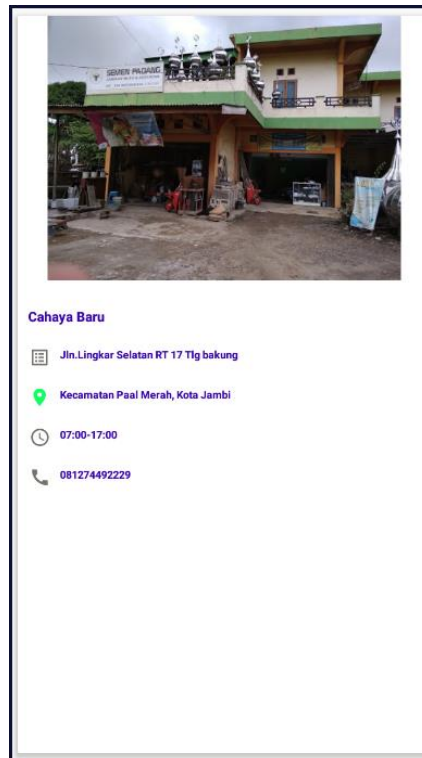 SEMEN PADANG
Cahaya Baru
Jln.Lingkar Selatan RT 17 Tlg bakung
Kecamatan Paal Merah, Kota Jambi
07:00-17:00
081274492229